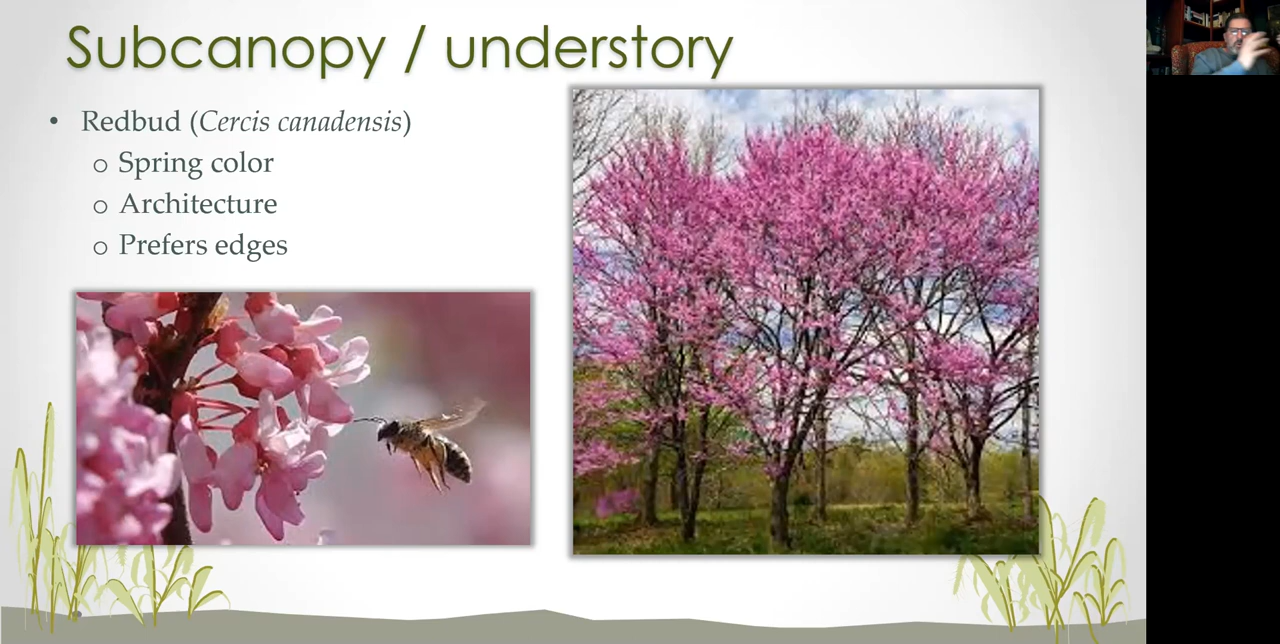 Subcanopy / understory
• Redbud (Cercis canadensis)
o Spring color
o Architecture
o Prefers edges